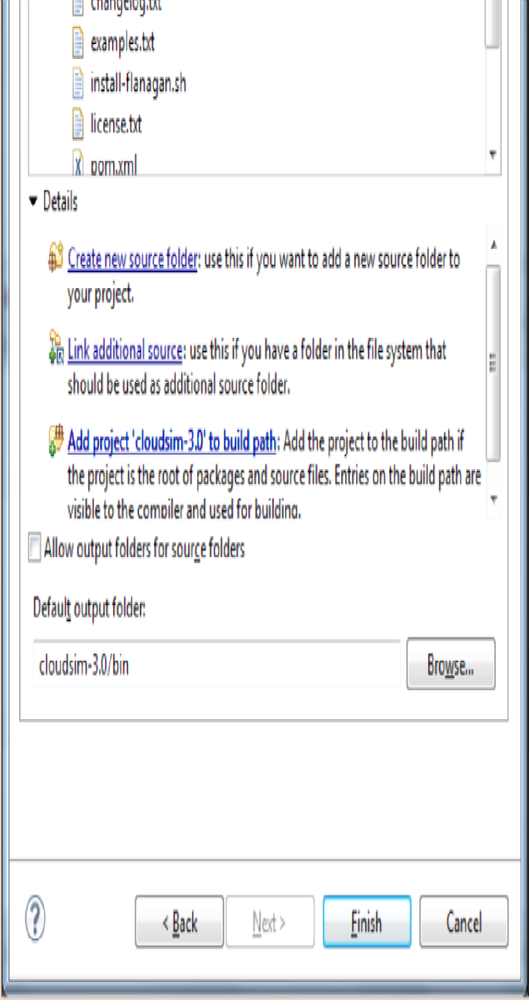 changelog.txt
examples.txt
install-flanagan.sh
license.txt
pom.xml
Details
Create new source folder: use this if you want to add a new source folder to
your project.
Link additional source: use this if you have a folder in the file system that
should be used as additional source folder.
Add project 'cloudsim-3.0' to build path: Add the project to the build path if
the project is the root of packages and source files. Entries on the build path are
visible to the compiler and used for building.
Allow output folders for source folders
Default output folder:
cloudsim-3.0/bin
Browse...
?
< Back
Next >
Finish
Cancel